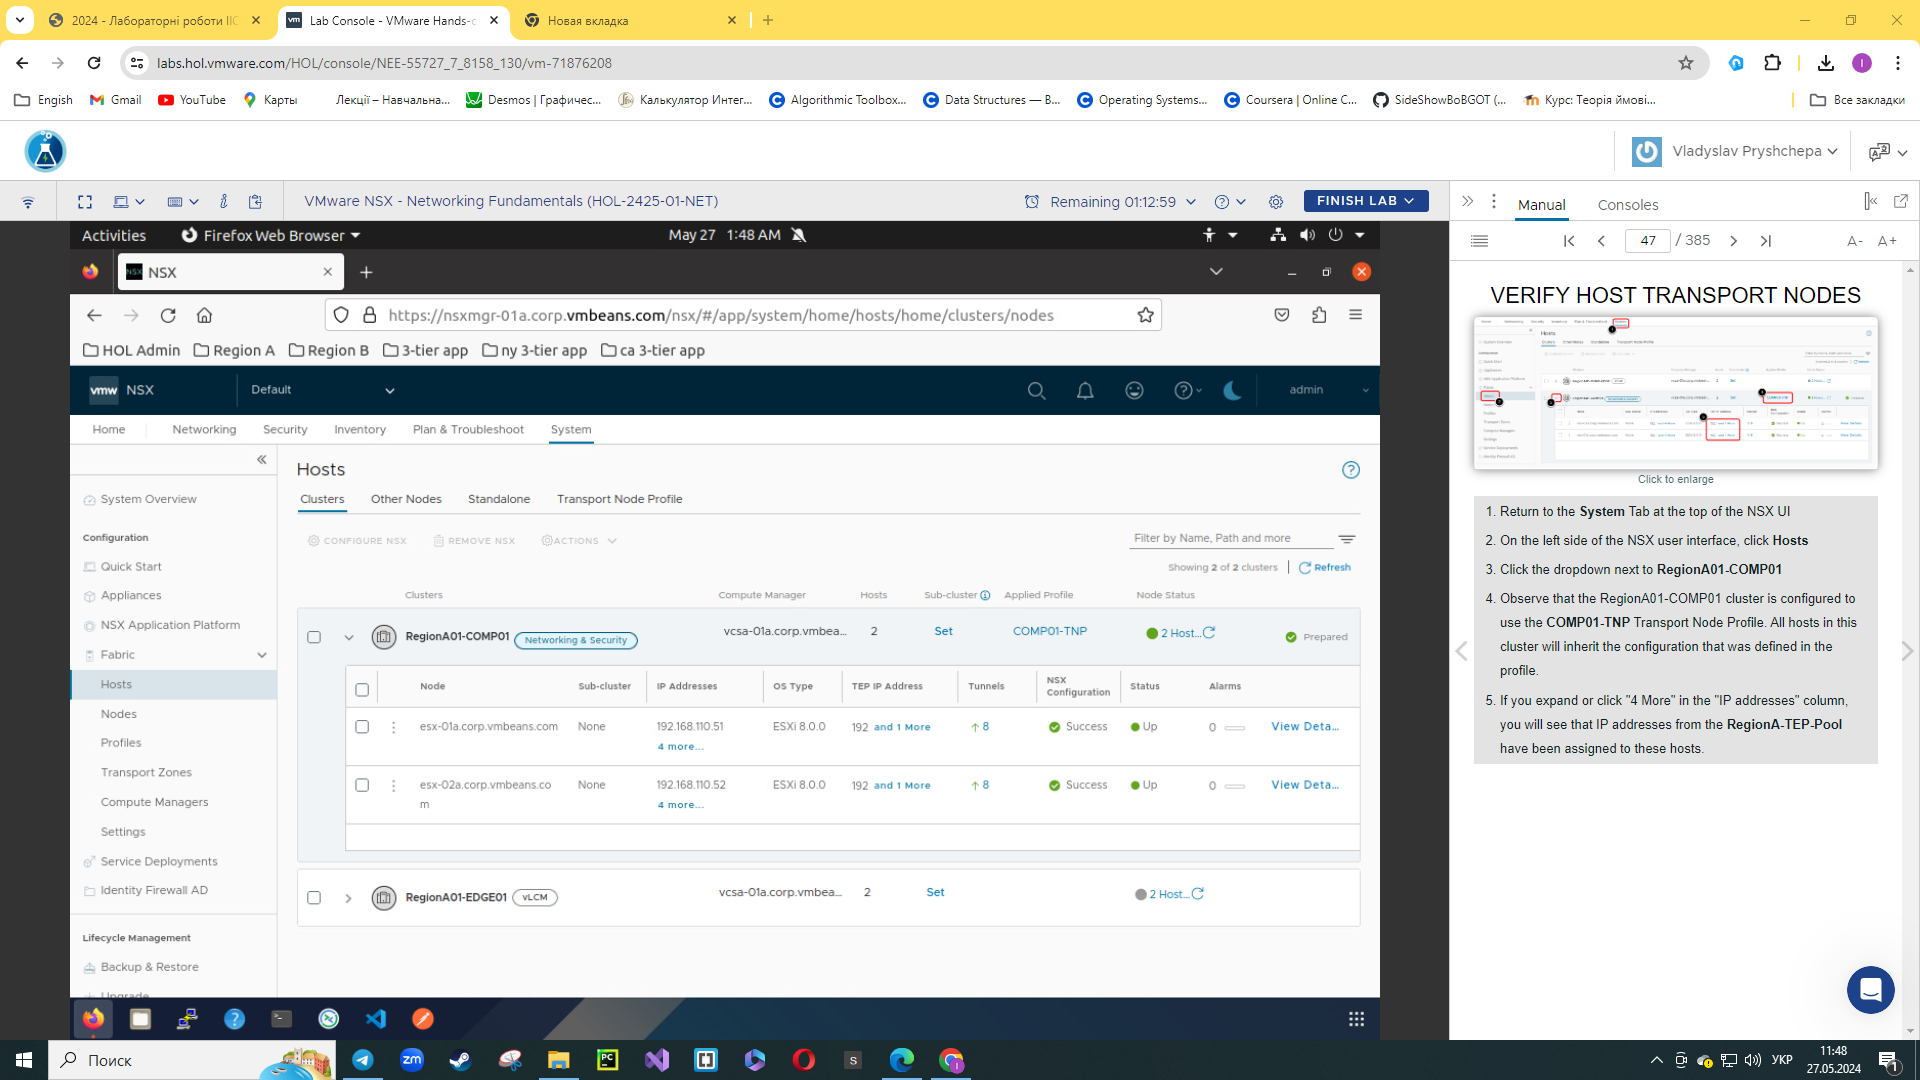 2024 - Лабораторні роботи ІІС
Lab Console - VMware Hands-o
Новая вкладка
labs.hol.vmware.com/HOL/console/NEE-55727_7_8158_130/vm-71876208
Engish
Gmail
YouTube
Карты
Лекції – Навчальна...
Desmos | Графичес...
Калькулятор Интег...
Algorithmic Toolbox...
Data Structures — В...
Operating Systems...
Coursera | Online C...
SideShowBoBGOT (...
Курс: Теорія ймові...
Все закладки
Vladyslav Pryshchepa
VMware NSX - Networking Fundamentals (HOL-2425-01-NET)
Remaining 01:12:59
FINISH LAB
Manual
Consoles
Activities
Firefox Web Browser
May 27 1:48 AM
47 / 385
A-
A+
NSX
https://nsxmgr-01a.corp.vmbeans.com/nsx/#/app/system/home/hosts/home/clusters/nodes
HOL Admin
Region A
Region B
3-tier app
ny 3-tier app
ca 3-tier app
vmw NSX
Default
admin
Home
Networking
Security
Inventory
Plan & Troubleshoot
System
System Overview
Configuration
Quick Start
Appliances
NSX Application Platform
Fabric
Hosts
Nodes
Profiles
Transport Zones
Compute Managers
Settings
Service Deployments
Identity Firewall AD
Lifecycle Management
Backup & Restore
Upgrade
Hosts
Clusters
Other Nodes
Standalone
Transport Node Profile
CONFIGURE NSX
REMOVE NSX
ACTIONS
Filter by Name, Path and more
Showing 2 of 2 clusters
Refresh
Clusters
Compute Manager
Hosts
Sub-cluster
Applied Profile
Node Status
RegionA01-COMP01
Networking & Security
vcsa-01a.corp.vmbea...
2
Set
COMP01-TNP
2 Host...
Prepared
Node
Sub-cluster
IP Addresses
OS Type
TEP IP Address
Tunnels
NSX
Configuration
Status
Alarms
esx-01a.corp.vmbeans.com
None
192.168.110.51
4 more...
ESXi 8.0.0
192 and 1 More
8
Success
Up
0
View Deta...
esx-02a.corp.vmbeans.co
m
None
192.168.110.52
4 more...
ESXi 8.0.0
192 and 1 More
8
Success
Up
0
View Deta...
RegionA01-EDGE01
vLCM
vcsa-01a.corp.vmbea...
2
Set
2 Host...
VERIFY HOST TRANSPORT NODES
Click to enlarge
1. Return to the System Tab at the top of the NSX UI
2. On the left side of the NSX user interface, click Hosts
3. Click the dropdown next to RegionA01-COMP01
4. Observe that the RegionA01-COMP01 cluster is configured to
use the COMP01-TNP Transport Node Profile. All hosts in this
cluster will inherit the configuration that was defined in the
profile.
5. If you expand or click "4 More" in the "IP addresses" column,
you will see that IP addresses from the RegionA-TEP-Pool
have been assigned to these hosts.
Поиск
УКР
11:48
27.05.2024
1